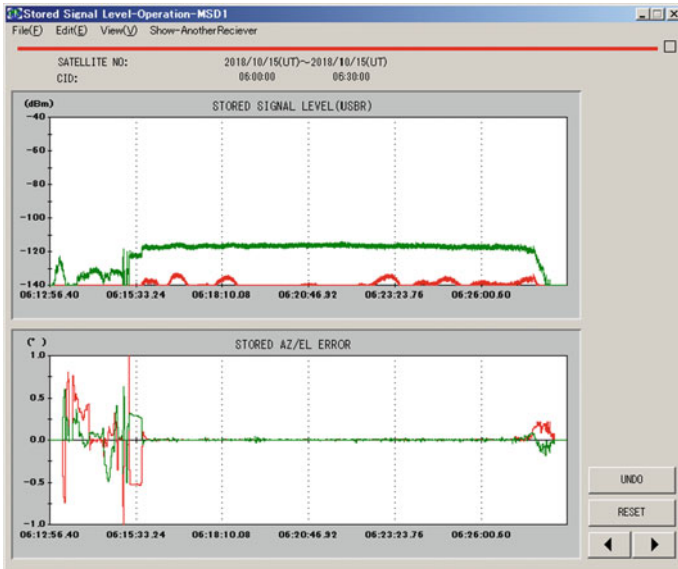 Stored Signal Level-Operation-MSD1
File(F) Edit(E) View(V) Show-AnotherReciever
SATELLITE NO: 2018/10/15(UT)~2018/10/15(UT)
CID: 06:00:00 06:30:00
(dBm) STORED SIGNAL LEVEL(USBR)
-40
-60
-80
-100
-120
-140
06:12:56.40 06:15:33.24 06:18:10.08 06:20:46.92 06:23:23.76 06:26:00.60
(°) STORED AZ/EL ERROR
1.0
0.5
0.0
-0.5
-1.0
06:12:56.40 06:15:33.24 06:18:10.08 06:20:46.92 06:23:23.76 06:26:00.60
UNDO
RESET